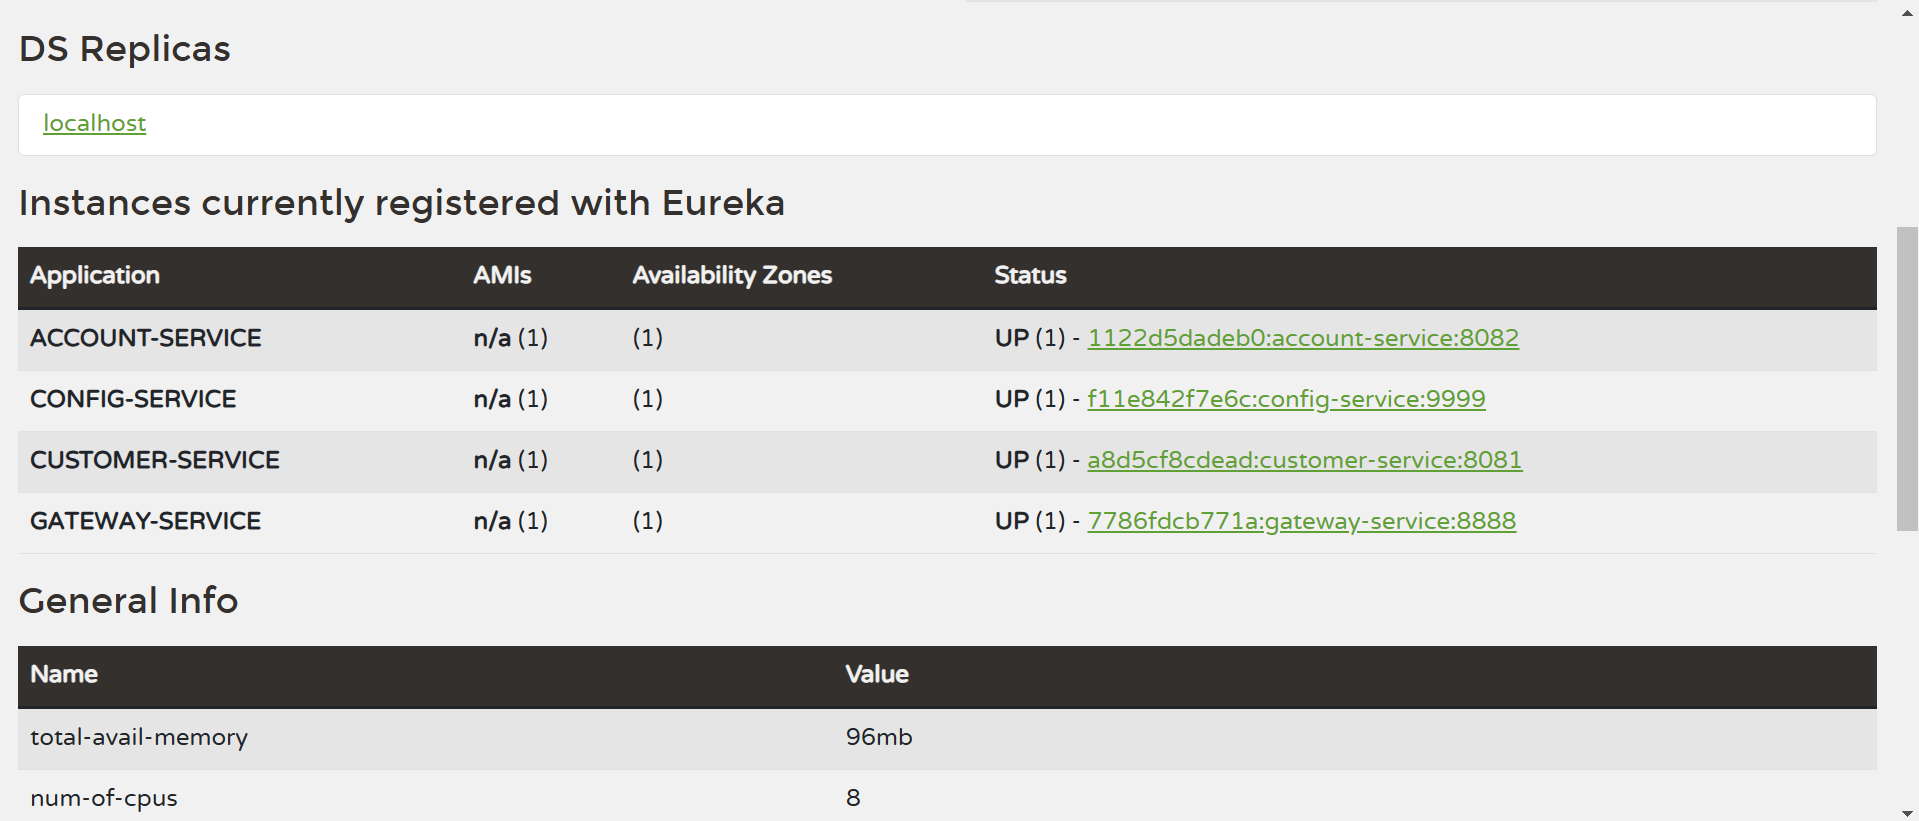 DS Replicas
localhost
Instances currently registered with Eureka
Application AMIs Availability Zones Status
ACCOUNT-SERVICE n/a (1) (1) UP (1) - 1122d5dadeb0:account-service:8082
CONFIG-SERVICE n/a (1) (1) UP (1) - f11e842f7e6c:config-service:9999
CUSTOMER-SERVICE n/a (1) (1) UP (1) - a8d5cf8cdead:customer-service:8081
GATEWAY-SERVICE n/a (1) (1) UP (1) - 7786fdcb771a:gateway-service:8888
General Info
Name Value
total-avail-memory 96mb
num-of-cpus 8